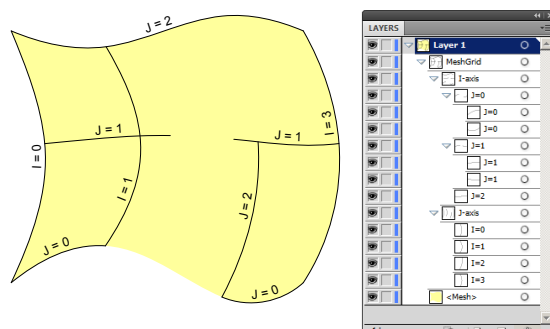 J = 2
J = 1
J = 1
I = 3
I = 0
I = 1
J = 2
J = 0
J = 0
LAYERS
Layer 1
MeshGrid
I-axis
J=0
J=0
J=0
J=1
J=1
J=1
J=2
J-axis
I=0
I=1
I=2
I=3
<Mesh>